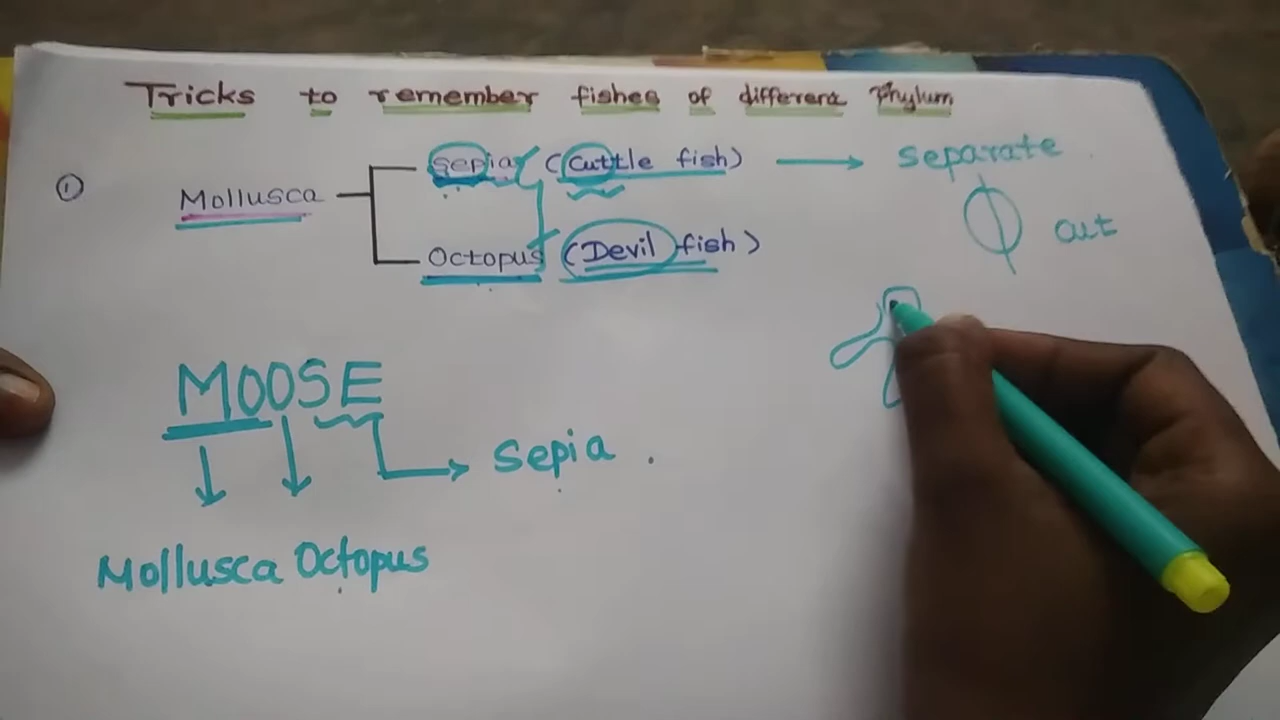 Tricks to remember fishes of different Phylum
① Mollusca
Sepia (Cuttle fish) → Separate
cut
Octopus (Devil fish)
MOOSE
Sepia .
Mollusca Octopus